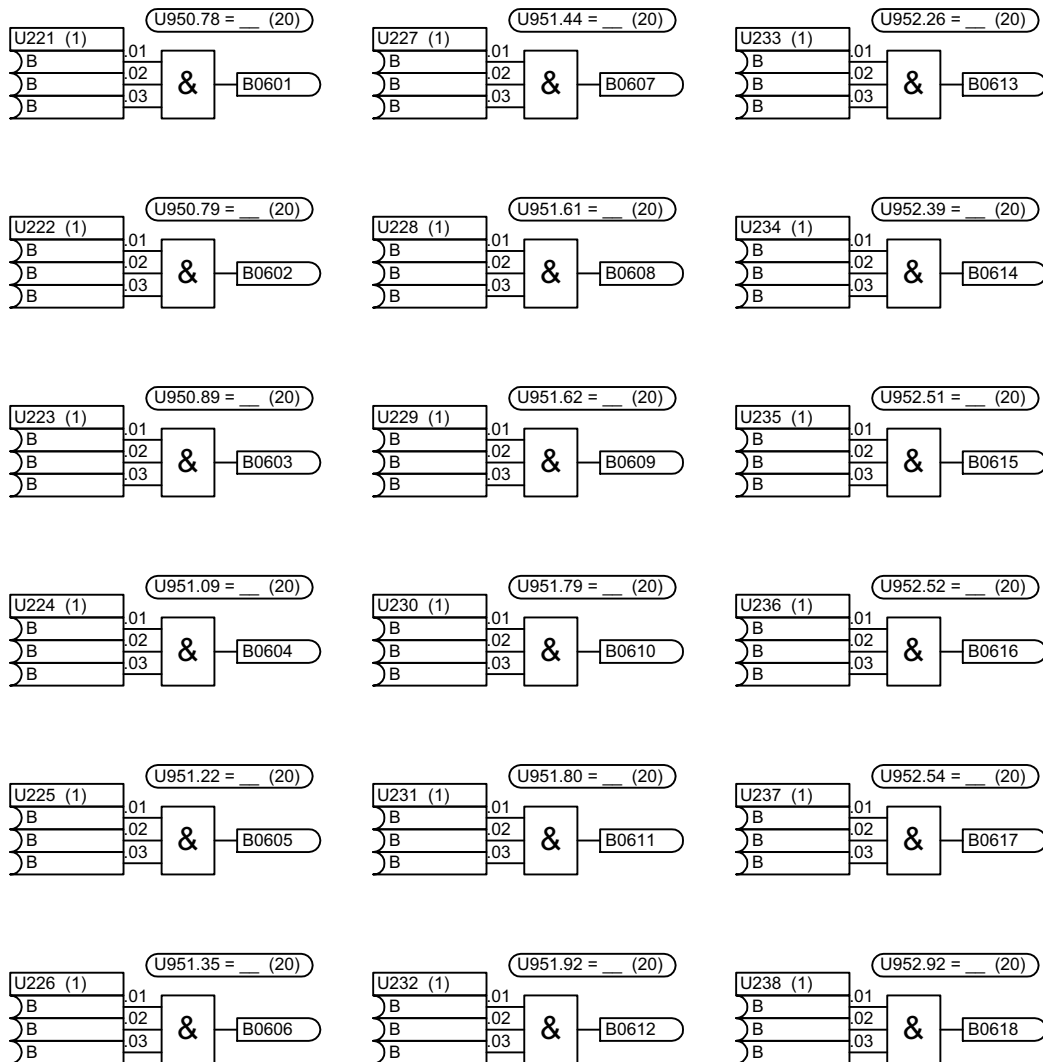 U950.78 = __ (20)
U221 (1)
B
B
B
.01
.02
.03
&
B0601
U951.44 = __ (20)
U227 (1)
B
B
B
.01
.02
.03
&
B0607
U952.26 = __ (20)
U233 (1)
B
B
B
.01
.02
.03
&
B0613
U950.79 = __ (20)
U222 (1)
B
B
B
.01
.02
.03
&
B0602
U951.61 = __ (20)
U228 (1)
B
B
B
.01
.02
.03
&
B0608
U952.39 = __ (20)
U234 (1)
B
B
B
.01
.02
.03
&
B0614
U950.89 = __ (20)
U223 (1)
B
B
B
.01
.02
.03
&
B0603
U951.62 = __ (20)
U229 (1)
B
B
B
.01
.02
.03
&
B0609
U952.51 = __ (20)
U235 (1)
B
B
B
.01
.02
.03
&
B0615
U951.09 = __ (20)
U224 (1)
B
B
B
.01
.02
.03
&
B0604
U951.79 = __ (20)
U230 (1)
B
B
B
.01
.02
.03
&
B0610
U952.52 = __ (20)
U236 (1)
B
B
B
.01
.02
.03
&
B0616
U951.22 = __ (20)
U225 (1)
B
B
B
.01
.02
.03
&
B0605
U951.80 = __ (20)
U231 (1)
B
B
B
.01
.02
.03
&
B0611
U952.54 = __ (20)
U237 (1)
B
B
B
.01
.02
.03
&
B0617
U951.35 = __ (20)
U226 (1)
B
B
B
.01
.02
.03
&
B0606
U951.92 = __ (20)
U232 (1)
B
B
B
.01
.02
.03
&
B0612
U952.92 = __ (20)
U238 (1)
B
B
B
.01
.02
.03
&
B0618